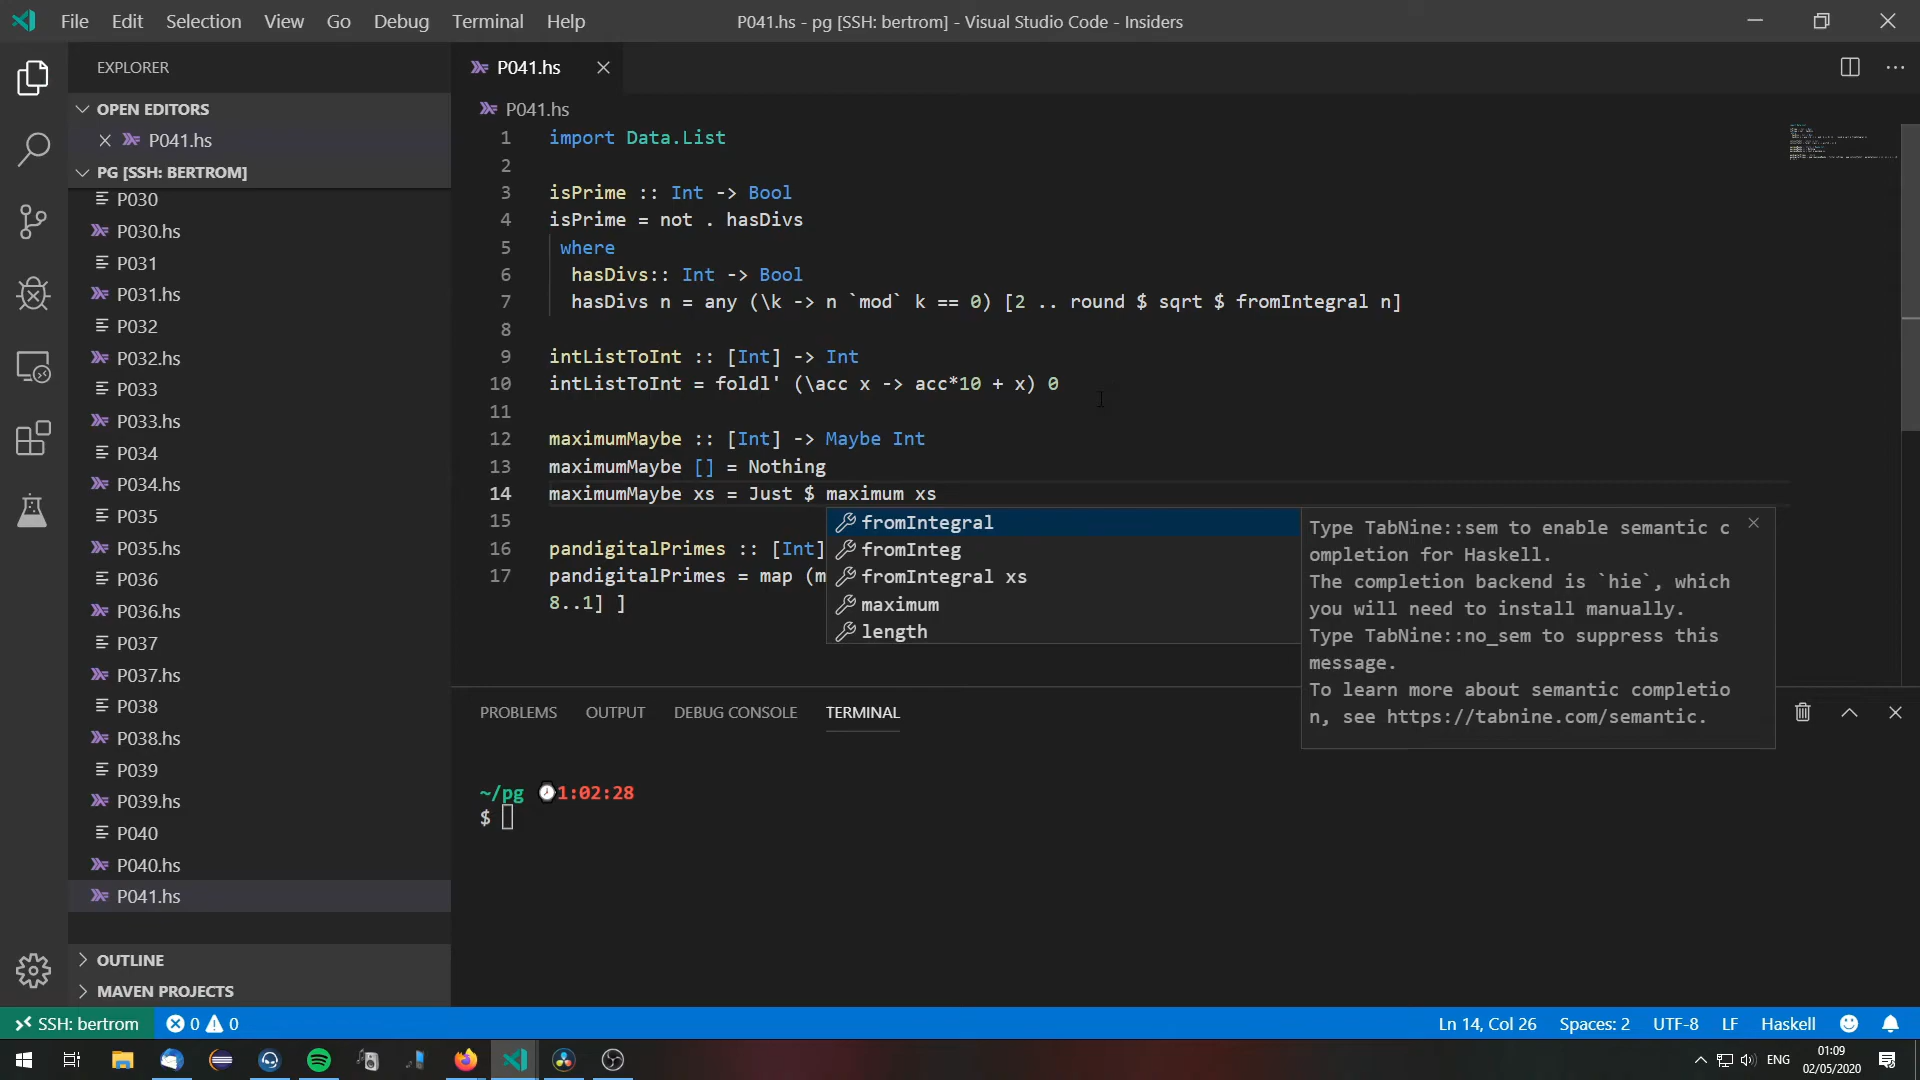 File Edit Selection View Go Debug Terminal Help
P041.hs - pg [SSH: bertrom] - Visual Studio Code - Insiders
EXPLORER
OPEN EDITORS
P041.hs
PG [SSH: BERTROM]
P030
P030.hs
P031
P031.hs
P032
P032.hs
P033
P033.hs
P034
P034.hs
P035
P035.hs
P036
P036.hs
P037
P037.hs
P038
P038.hs
P039
P039.hs
P040
P040.hs
P041.hs
OUTLINE
MAVEN PROJECTS
P041.hs
P041.hs
1 import Data.List
2
3 isPrime :: Int -> Bool
4 isPrime = not . hasDivs
5 where
6 hasDivs:: Int -> Bool
7 hasDivs n = any (\k -> n `mod` k == 0) [2 .. round $ sqrt $ fromIntegral n]
8
9 intListToInt :: [Int] -> Int
10 intListToInt = foldl' (\acc x -> acc*10 + x) 0
11
12 maximumMaybe :: [Int] -> Maybe Int
13 maximumMaybe [] = Nothing
14 maximumMaybe xs = Just $ maximum xs
15
16 pandigitalPrimes :: [Int]
17 pandigitalPrimes = map (m
8..1] ]
fromIntegral
fromInteg
fromIntegral xs
maximum
length
Type TabNine::sem to enable semantic c
ompletion for Haskell.
The completion backend is `hie`, which
you will need to install manually.
Type TabNine::no_sem to suppress this
message.
To learn more about semantic completio
n, see https://tabnine.com/semantic.
PROBLEMS OUTPUT DEBUG CONSOLE TERMINAL
~/pg 1:02:28
$
SSH: bertrom 0 0
Ln 14, Col 26 Spaces: 2 UTF-8 LF Haskell
ENG
01:09
02/05/2020